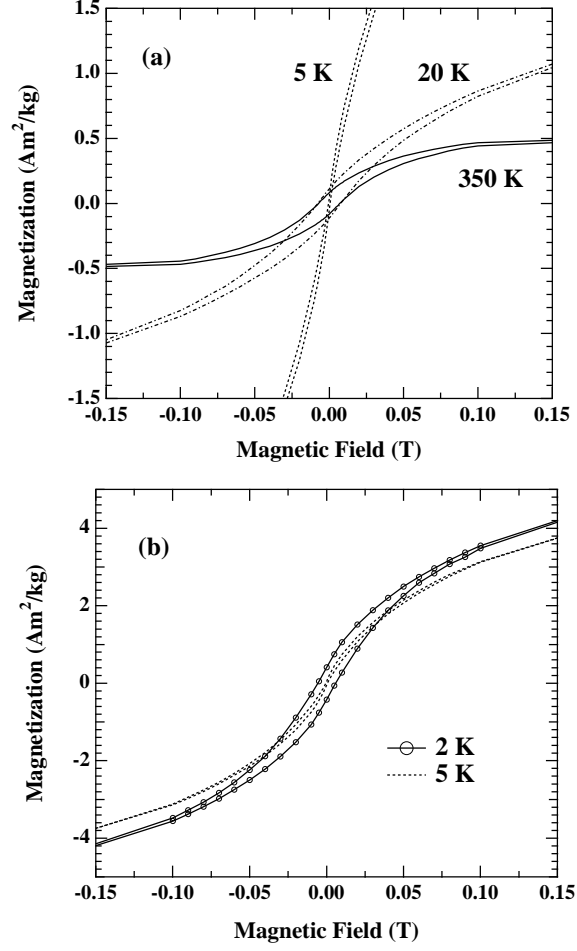 1.5
(a)
5 K
20 K
1.0
0.5
350 K
0.0
-0.5
-1.0
-1.5
Magnetization (Am²/kg)
-0.15 -0.10 -0.05 0.00 0.05 0.10 0.15
Magnetic Field (T)
(b)
4
2
0
-2
-4
Magnetization (Am²/kg)
2 K
5 K
-0.15 -0.10 -0.05 0.00 0.05 0.10 0.15
Magnetic Field (T)